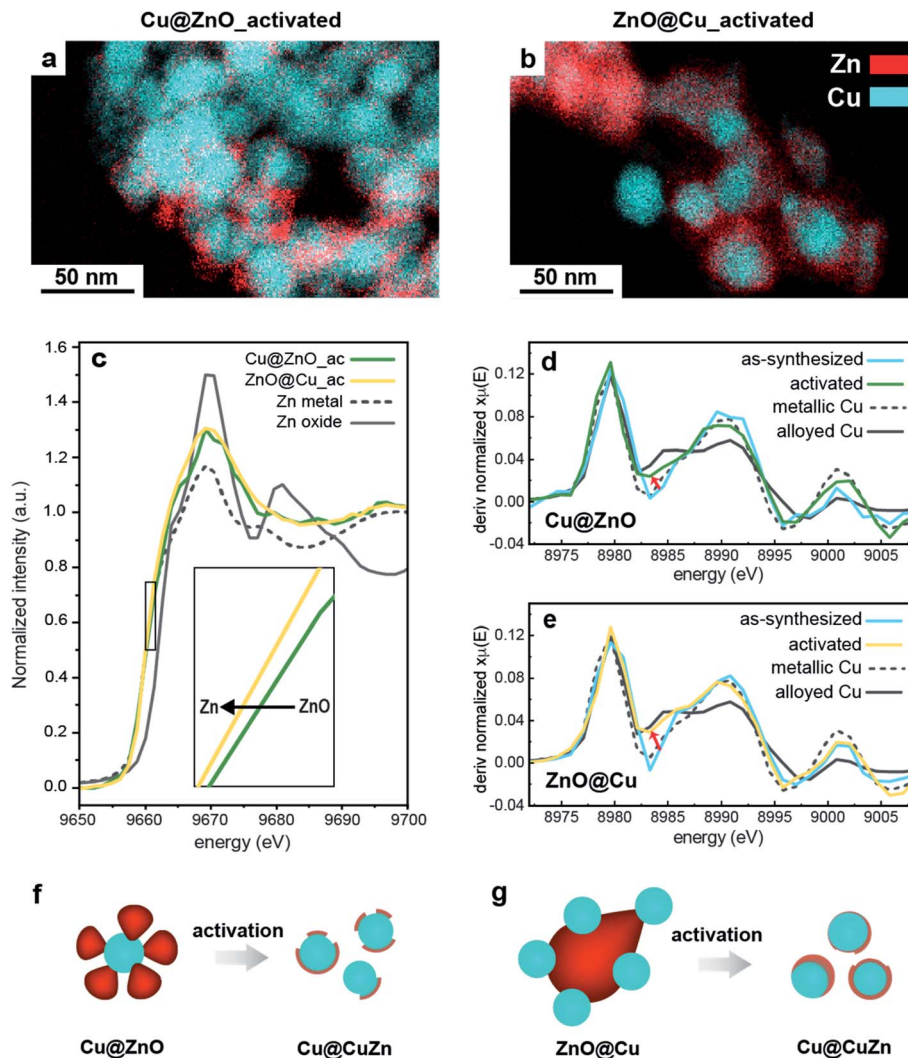 Cu@ZnO_activated
ZnO@Cu_activated
a
50 nm
b
Zn
Cu
50 nm
c
Cu@ZnO_ac
ZnO@Cu_ac
Zn metal
Zn oxide
Normalized intensity (a.u.)
1.6
1.4
1.2
1.0
0.8
0.6
0.4
0.2
0.0
Zn
ZnO
9650 9660 9670 9680 9690 9700
energy (eV)
d
as-synthesized
activated
metallic Cu
alloyed Cu
deriv normalized xμ(E)
0.12
0.08
0.04
0.00
-0.04
Cu@ZnO
8975 8980 8985 8990 8995 9000 9005
energy (eV)
e
as-synthesized
activated
metallic Cu
alloyed Cu
deriv normalized xμ(E)
0.12
0.08
0.04
0.00
-0.04
ZnO@Cu
8975 8980 8985 8990 8995 9000 9005
energy (eV)
f
activation
Cu@ZnO
Cu@CuZn
g
activation
ZnO@Cu
Cu@CuZn